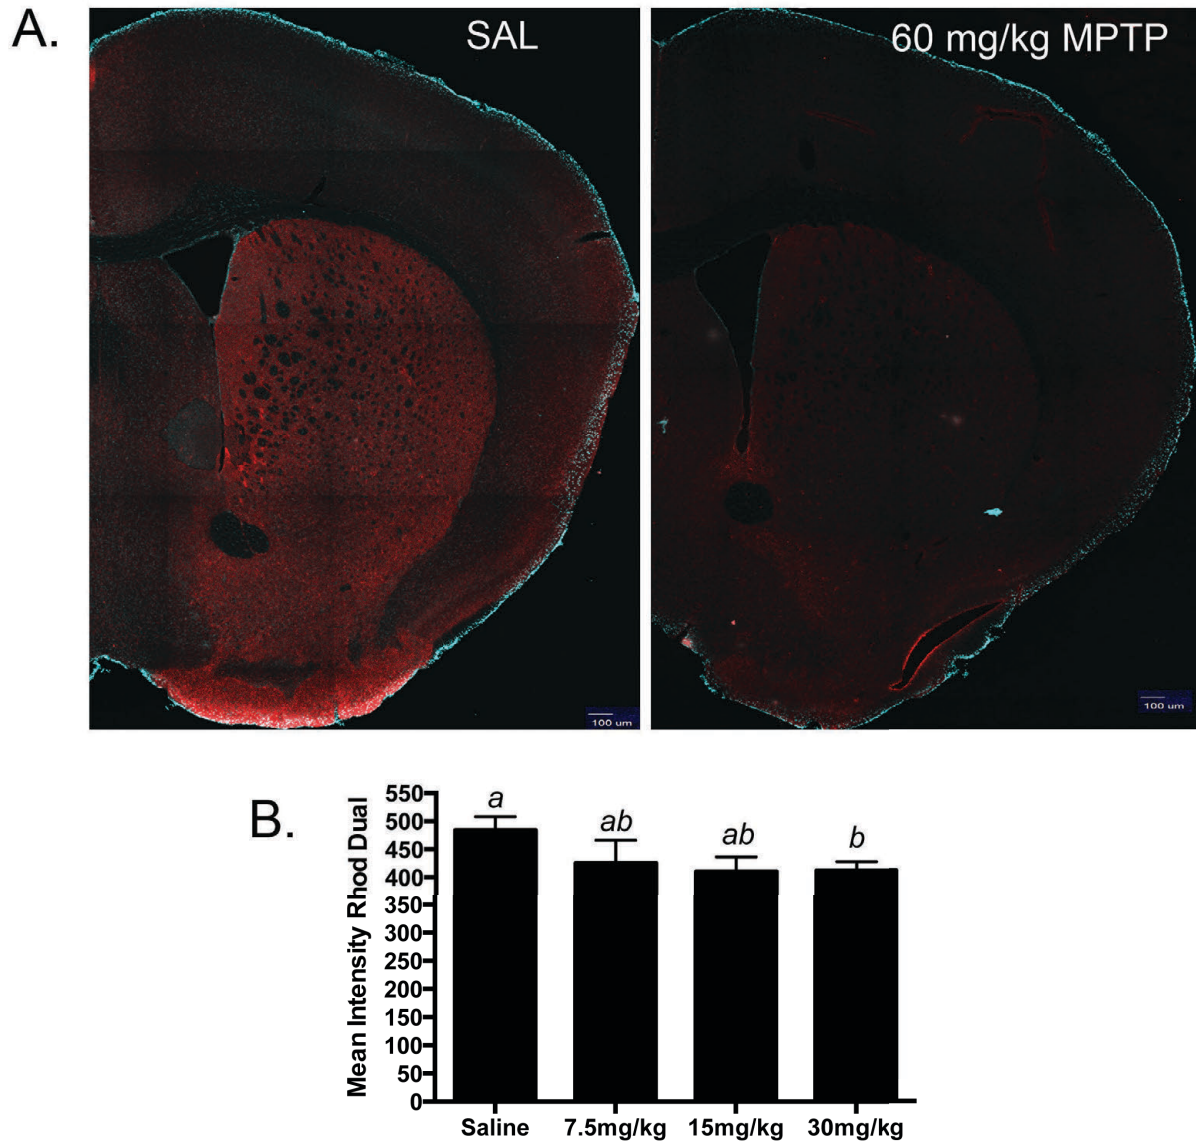 A.
SAL
60 mg/kg MPTP
100 um
100 um
B.
Mean Intensity Rhod Dual
550
500
450
400
350
300
250
200
150
100
50
0
a
ab
ab
b
Saline
7.5mg/kg
15mg/kg
30mg/kg